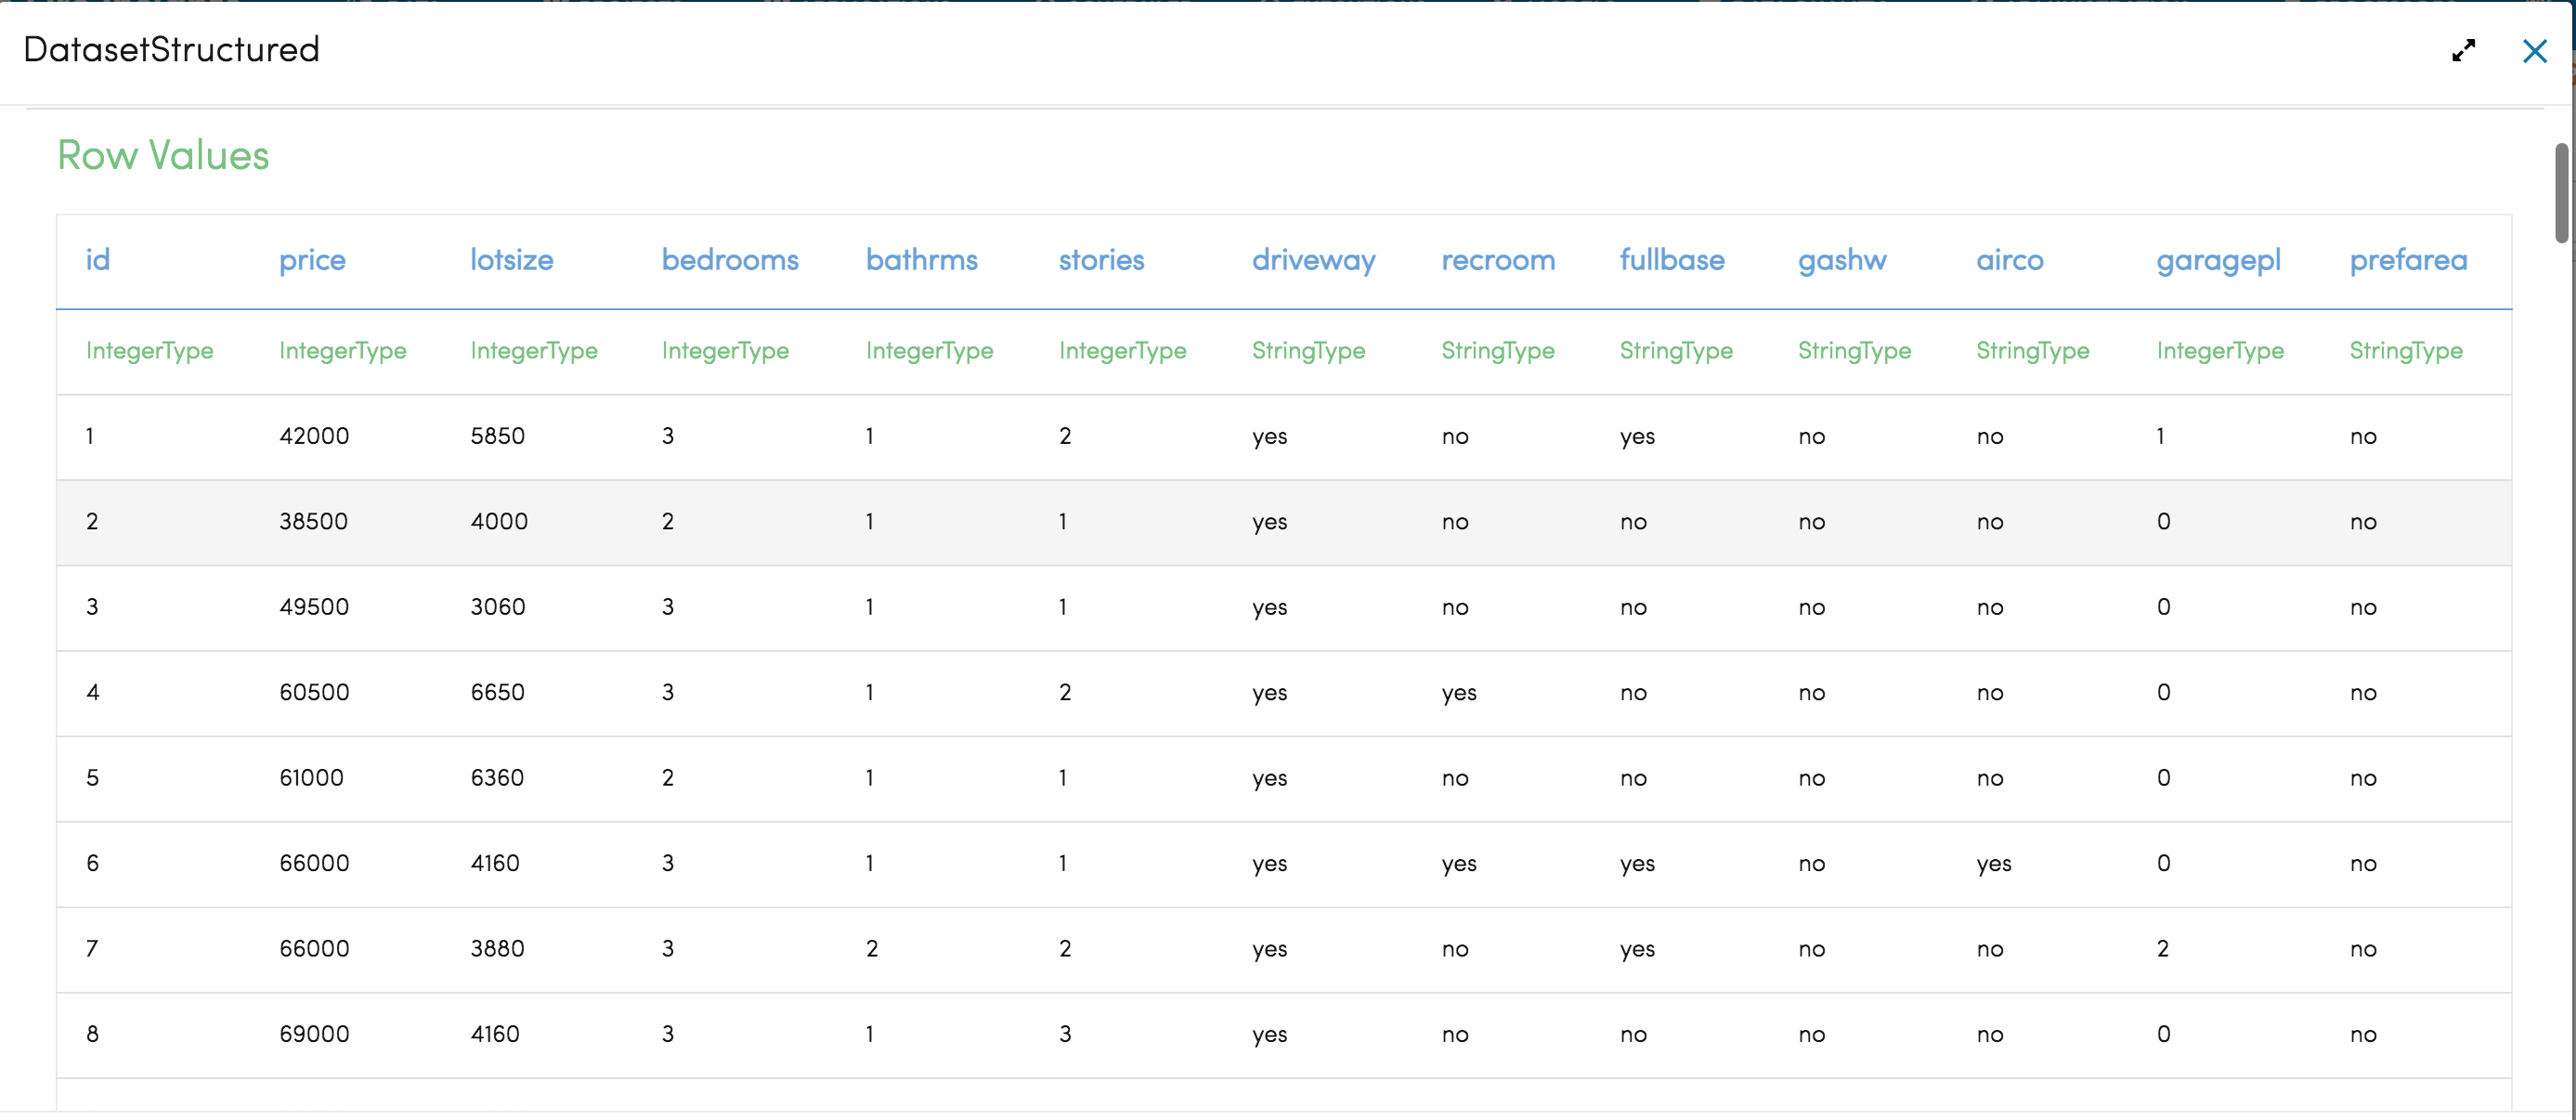 DatasetStructured
Row Values
id price lotsize bedrooms bathrms stories driveway recroom fullbase gashw airco garagepl prefarea
IntegerType IntegerType IntegerType IntegerType IntegerType IntegerType StringType StringType StringType StringType StringType IntegerType StringType
1 42000 5850 3 1 2 yes no yes no no 1 no
2 38500 4000 2 1 1 yes no no no no 0 no
3 49500 3060 3 1 1 yes no no no no 0 no
4 60500 6650 3 1 2 yes yes no no no 0 no
5 61000 6360 2 1 1 yes no no no no 0 no
6 66000 4160 3 1 1 yes yes yes no yes 0 no
7 66000 3880 3 2 2 yes no yes no no 2 no
8 69000 4160 3 1 3 yes no no no no 0 no